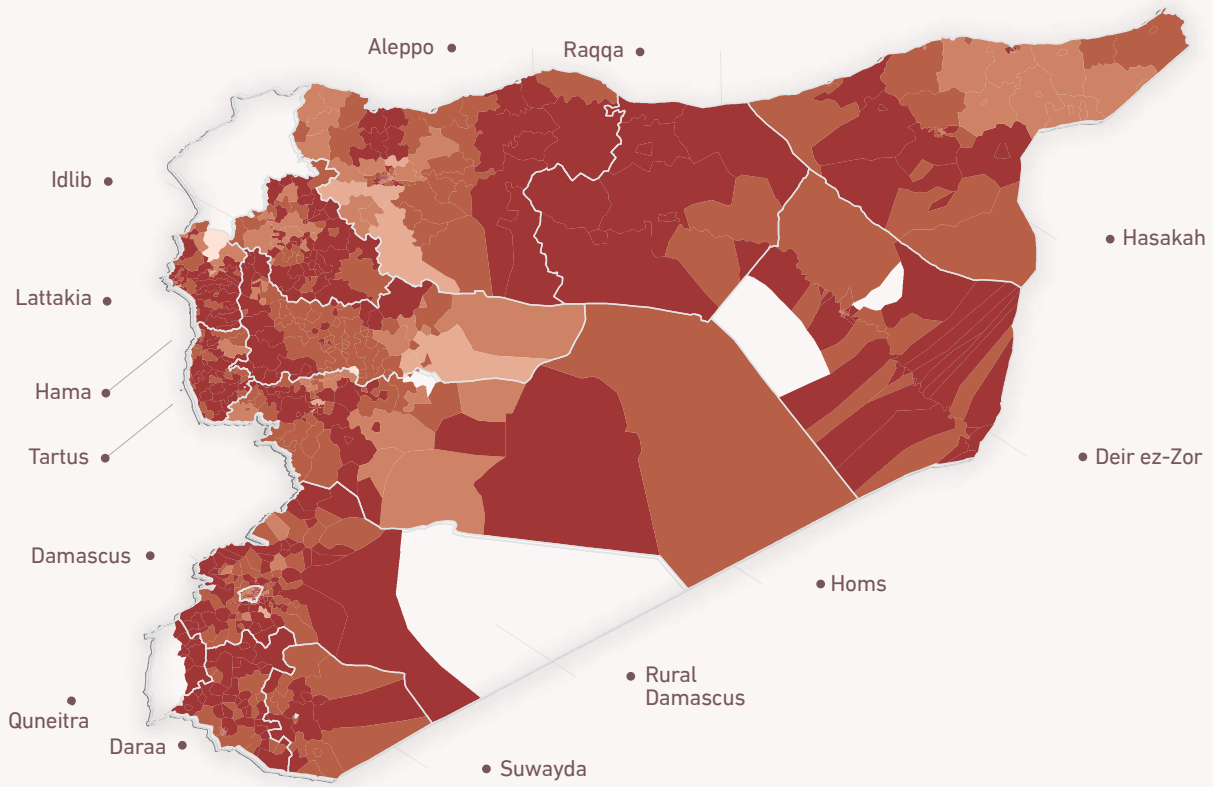 Aleppo
Raqqa
Idlib
Hasakah
Lattakia
Hama
Tartus
Deir ez-Zor
Damascus
Homs
Rural
Damascus
Quneitra
Daraa
Suwayda